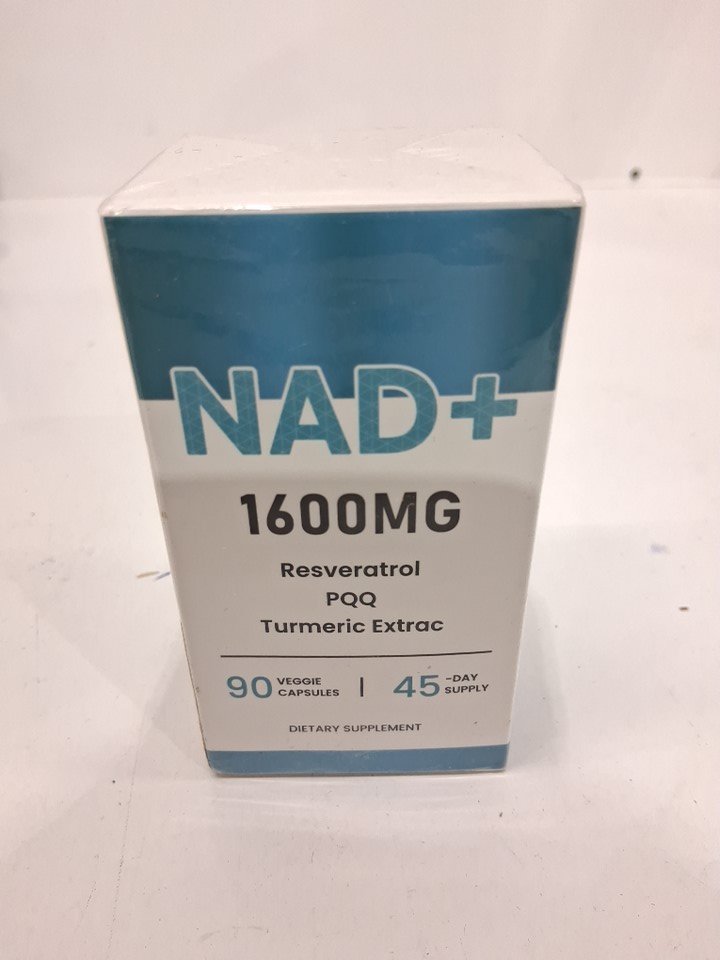 NAD+
1600MG
Resveratrol
PQQ
Turmeric Extrac
90 VEGGIE CAPSULES | 45 -DAY SUPPLY
DIETARY SUPPLEMENT